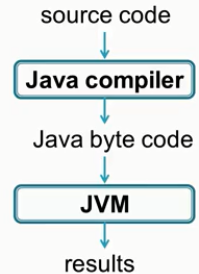 source code
Java compiler
Java byte code
JVM
results